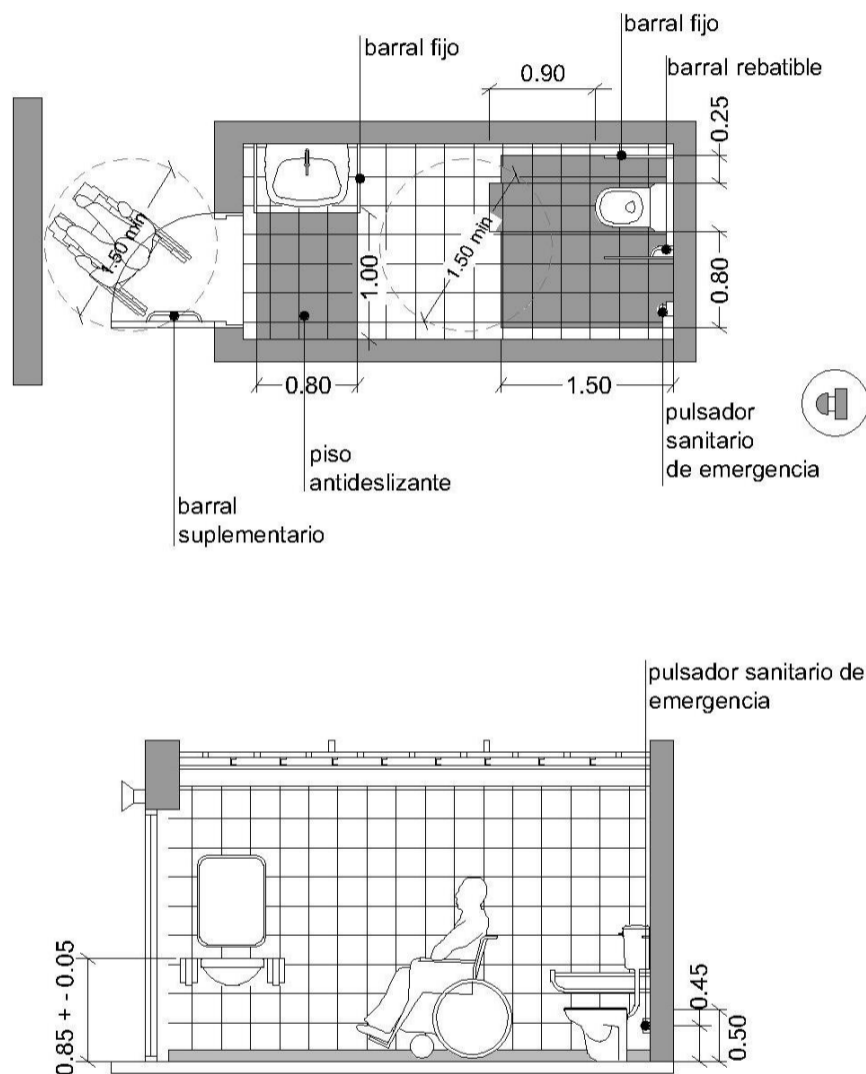 barral fijo
barral fijo
0.90
barral rebatible
0.25
1.50 min
1.50 min
1.00
0.80
0.80
1.50
pulsador
sanitario
de emergencia
piso
antideslizante
barral
suplementario
pulsador sanitario de
emergencia
0.85 + - 0.05
0.45
0.50